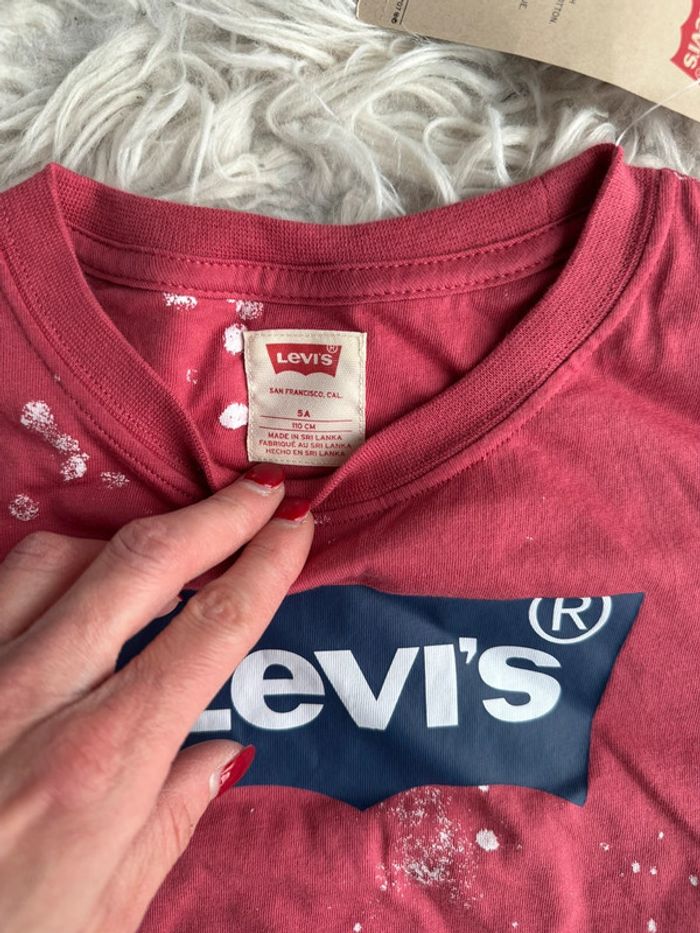 LEVI'S
®
SAN FRANCISCO, CAL.
5A
110 CM
MADE IN SRI LANKA
FABRIQUÉ AU SRI LANKA
HECHO EN SRI LANKA
Levi's
®